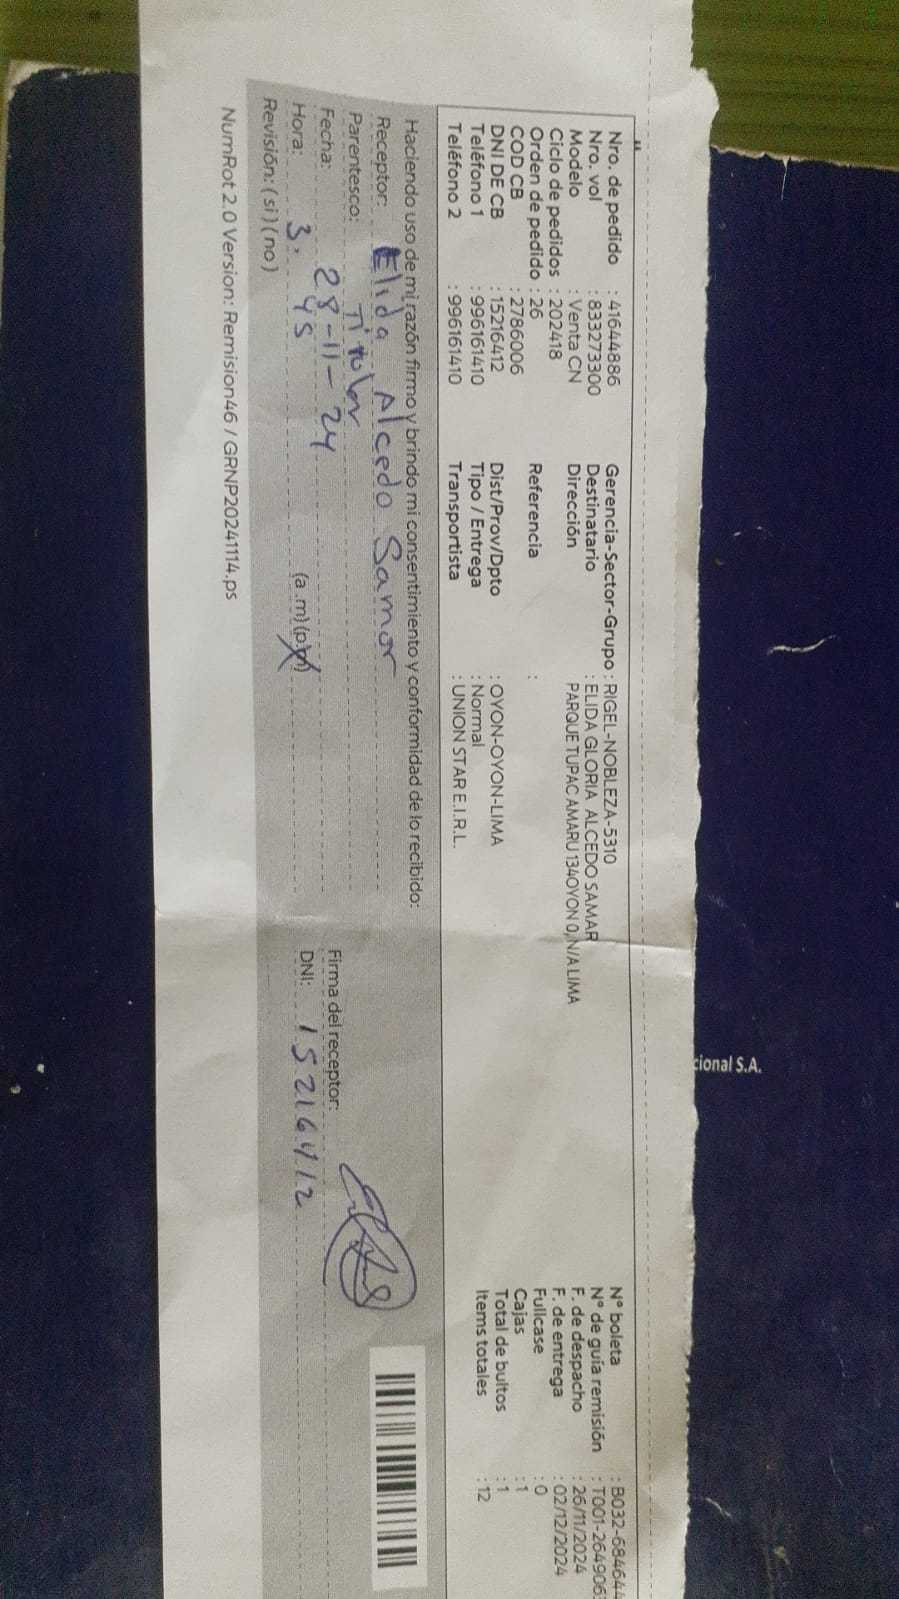 Nro. de pedido : 41644886
Nro. vol : 833273300
Modelo : Venta CN
Ciclo de pedidos : 202418
Orden de pedido : 26
COD CB : 2786006
DNI DE CB : 15216412
Teléfono 1 : 996161410
Teléfono 2 : 996161410
Gerencia-Sector-Grupo : RIGEL-NOBLEZA-5310
Destinatario : ELIDA GLORIA ALCEDO SAMAR
Dirección PARQUE TUPAC AMARU 134OYON 0, N/A LIMA
Referencia :
Dist/Prov/Dpto : OYON-OYON-LIMA
Tipo / Entrega : Normal
Transportista : UNION STAR E.I.R.L.
N° boleta : B032-684644
N° de guía remisión : T001-264906
F. de despacho : 26/11/2024
F. de entrega : 02/12/2024
Fullcase : 0
Cajas : 1
Total de bultos : 1
Items totales : 12
Haciendo uso de mi razón firmo y brindo mi consentimiento y conformidad de lo recibido:
Receptor: Elida Alcedo Samar
Parentesco: Titular
Fecha: 28-11-24
Hora: 3.45 (a.m) (p.m)
Revisión: (si) (no)
Firma del receptor:
DNI: 15216412
NumRot 2.0 Version: Remision46 / GRNP20241114.ps
cional S.A.